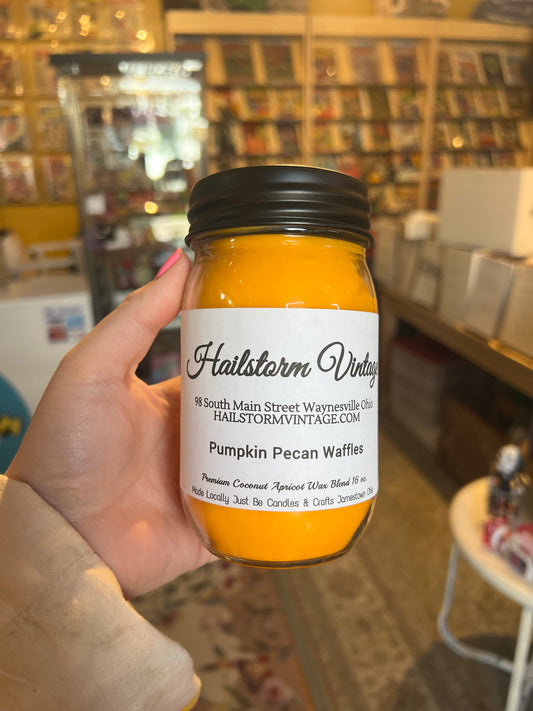 Hailstorm Vintage
98 South Main Street Waynesville Ohio
HAILSTORMVINTAGE.COM
Pumpkin Pecan Waffles
Premium Coconut Apricot Wax Blend 16 oz.
Made Locally Just Be Candles & Crafts Jamestown, Ohio